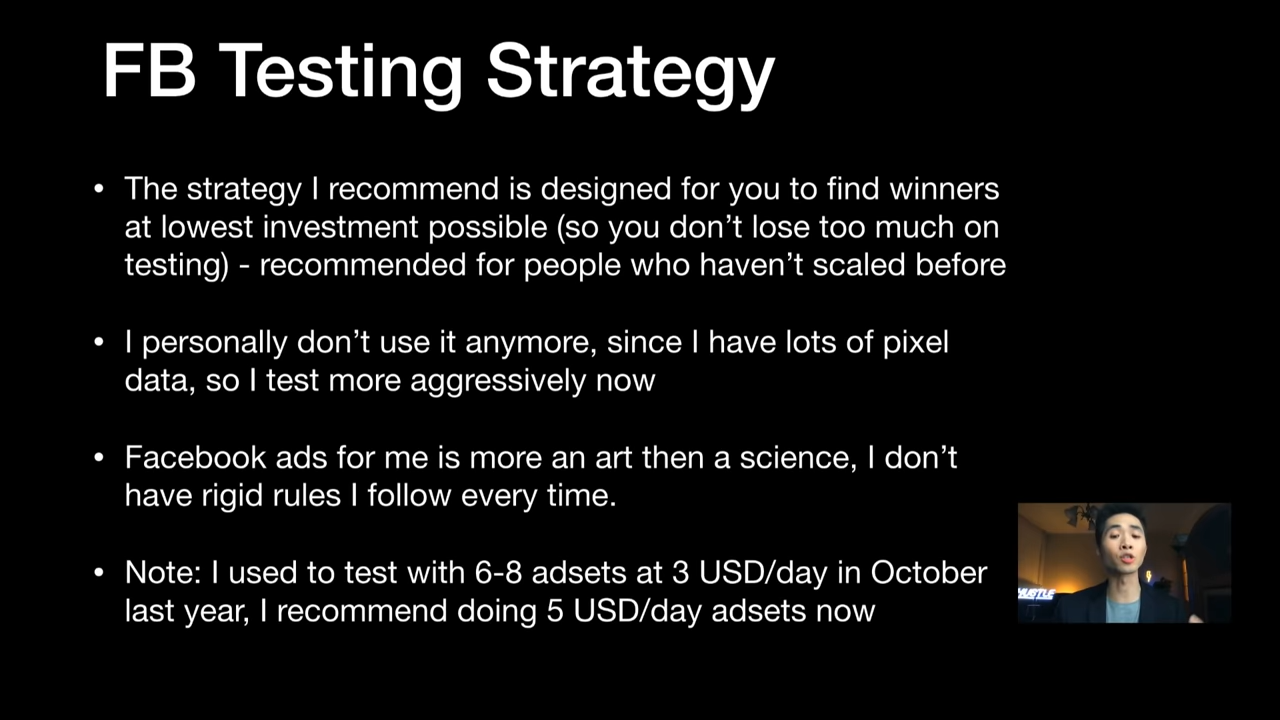 FB Testing Strategy
• The strategy I recommend is designed for you to find winners
at lowest investment possible (so you don’t lose too much on
testing) - recommended for people who haven’t scaled before
• I personally don’t use it anymore, since I have lots of pixel
data, so I test more aggressively now
• Facebook ads for me is more an art then a science, I don’t
have rigid rules I follow every time.
• Note: I used to test with 6-8 adsets at 3 USD/day in October
last year, I recommend doing 5 USD/day adsets now